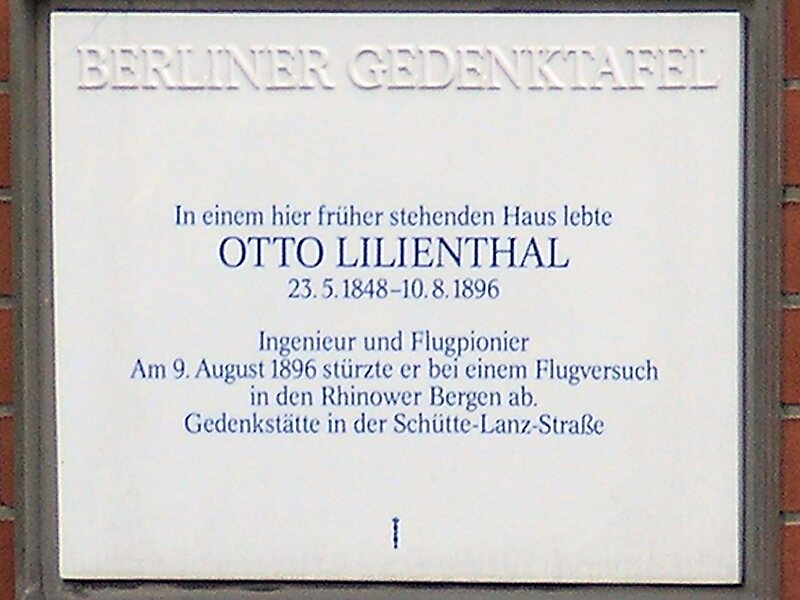 BERLINER GEDENKTAFEL
In einem hier früher stehenden Haus lebte
OTTO LILIENTHAL
23.5.1848–10.8.1896
Ingenieur und Flugpionier
Am 9. August 1896 stürzte er bei einem Flugversuch
in den Rhinower Bergen ab.
Gedenkstätte in der Schütte-Lanz-Straße